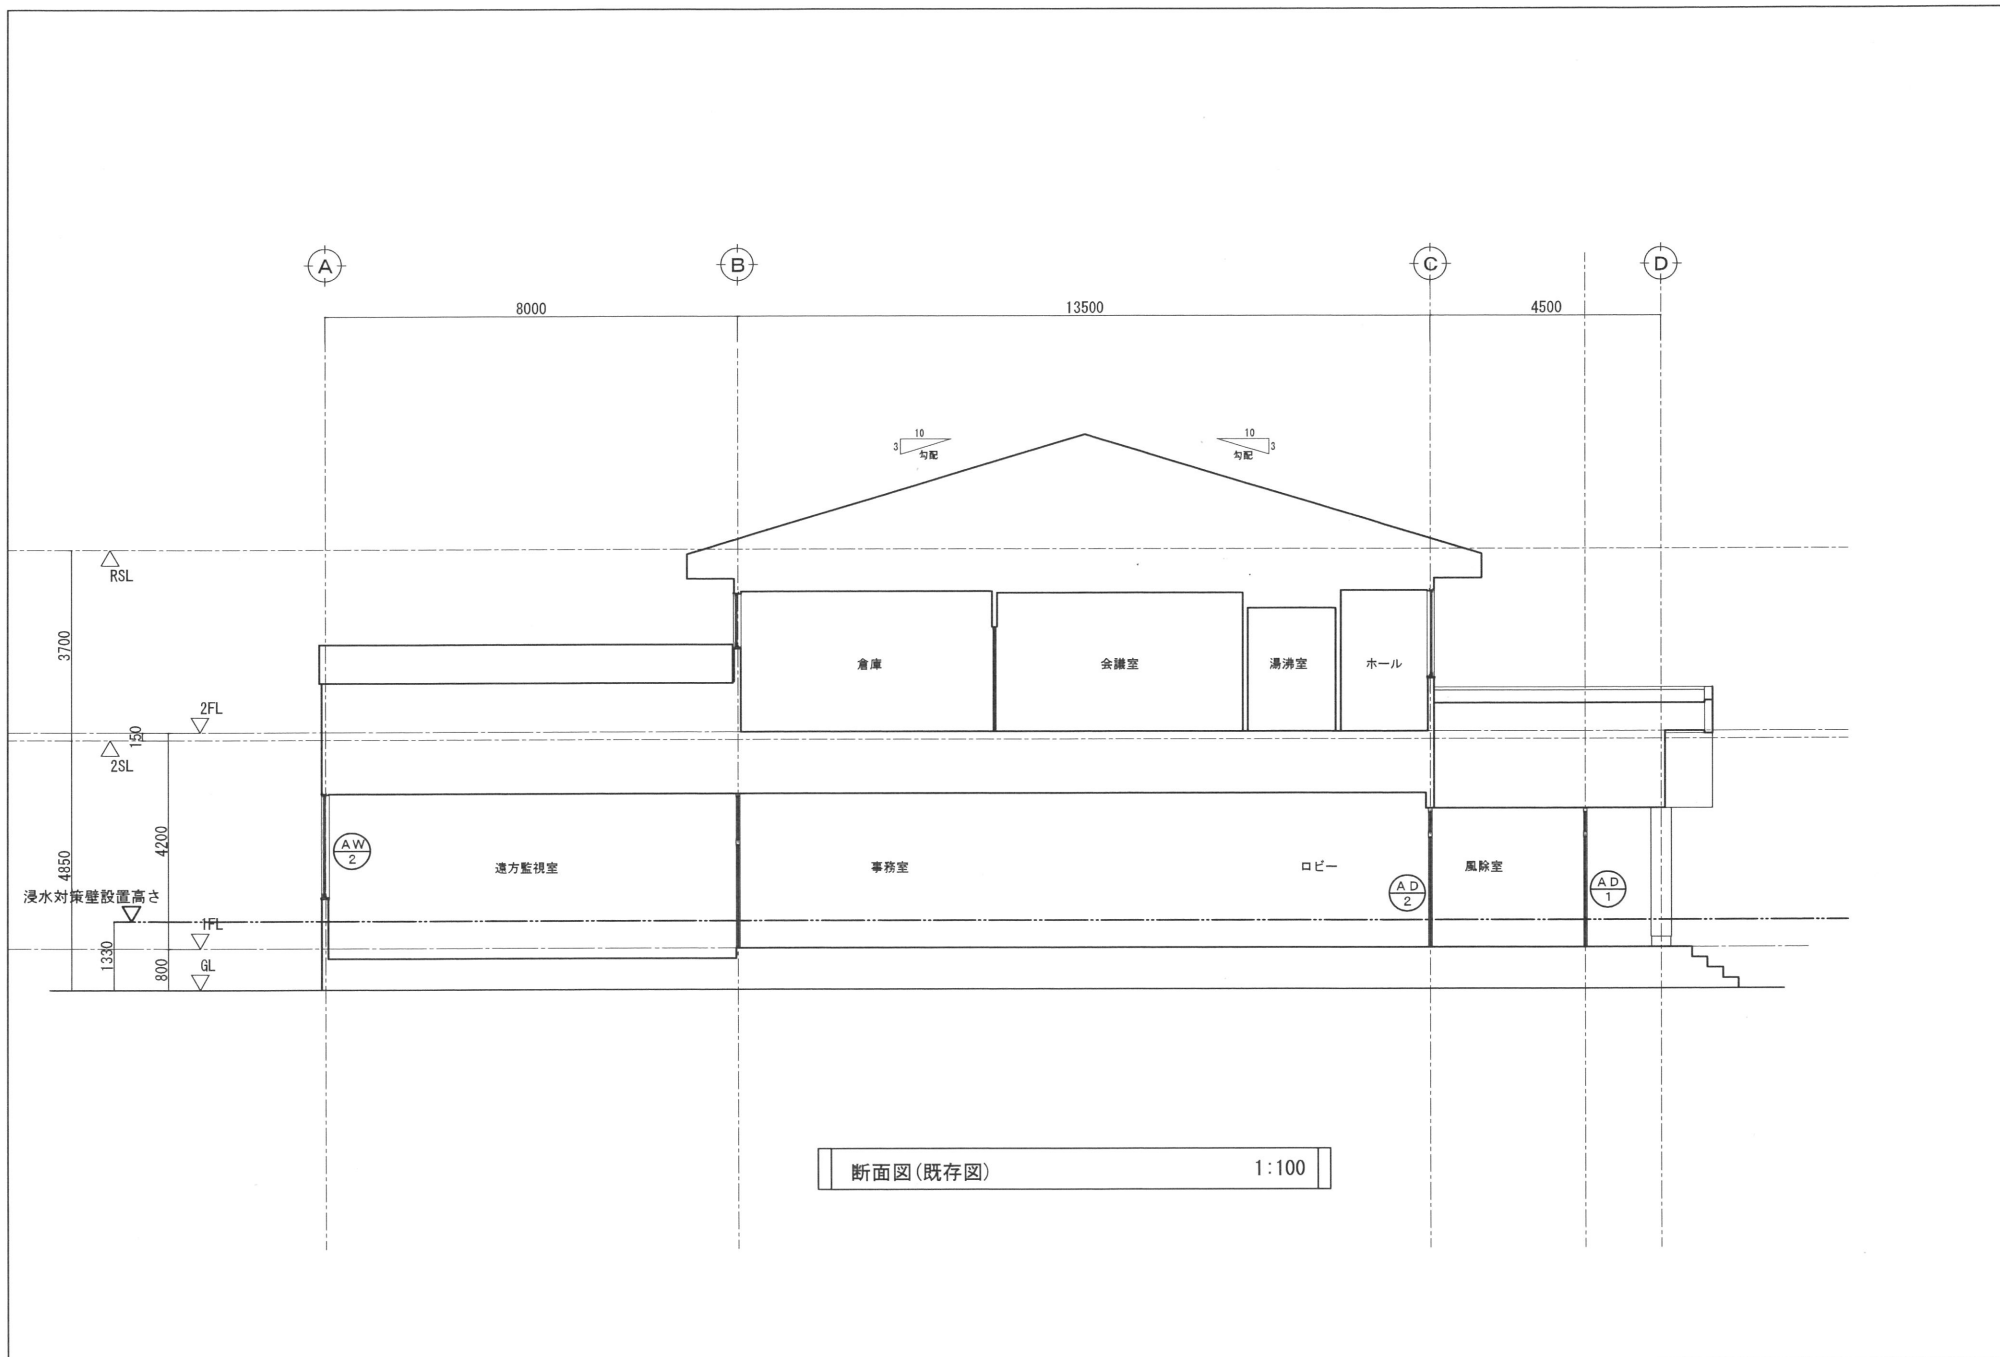 A B C D
8000 13500 4500
10 10
3 3
勾配 勾配
RSL
3700
倉庫 会議室 湯沸室 ホール
2FL
150
2SL
4200
4850
AW
2
遠方監視室 事務室 ロビー 風除室
AD
2
AD
1
浸水対策壁設置高さ
1FL
1330
800
GL
断面図(既存図) 1:100